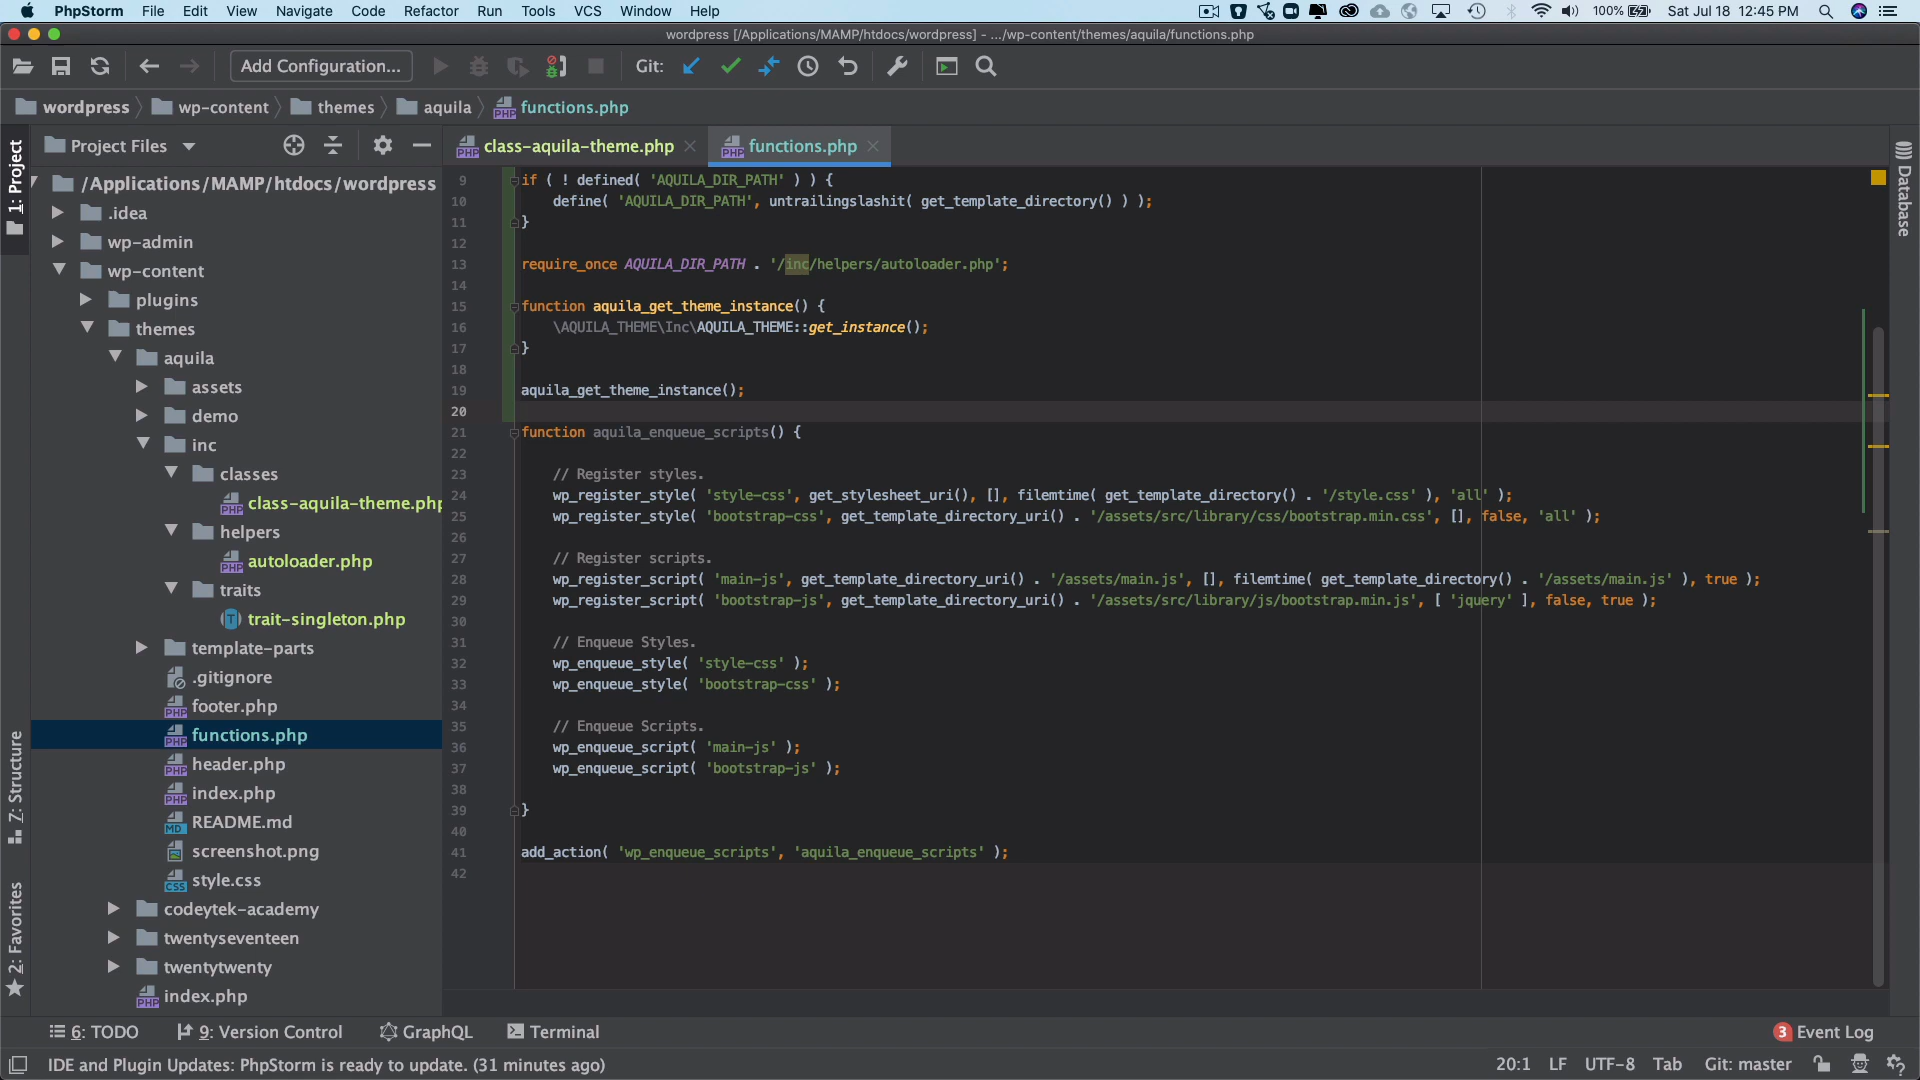 PhpStorm File Edit View Navigate Code Refactor Run Tools VCS Window Help 100% Sat Jul 18 12:45 PM
wordpress [/Applications/MAMP/htdocs/wordpress] - .../wp-content/themes/aquila/functions.php
Add Configuration... Git:
wordpress wp-content themes aquila functions.php
1: Project
Project Files
/Applications/MAMP/htdocs/wordpress
.idea
wp-admin
wp-content
plugins
themes
aquila
assets
demo
inc
classes
class-aquila-theme.php
helpers
autoloader.php
traits
trait-singleton.php
template-parts
.gitignore
footer.php
functions.php
header.php
index.php
README.md
screenshot.png
style.css
codeytek-academy
twentyseventeen
twentytwenty
index.php
7: Structure
2: Favorites
class-aquila-theme.php functions.php
9 if ( ! defined( 'AQUILA_DIR_PATH' ) ) {
10 define( 'AQUILA_DIR_PATH', untrailingslashit( get_template_directory() ) );
11 }
12
13 require_once AQUILA_DIR_PATH . '/inc/helpers/autoloader.php';
14
15 function aquila_get_theme_instance() {
16 \AQUILA_THEME\Inc\AQUILA_THEME::get_instance();
17 }
18
19 aquila_get_theme_instance();
20
21 function aquila_enqueue_scripts() {
22
23 // Register styles.
24 wp_register_style( 'style-css', get_stylesheet_uri(), [], filemtime( get_template_directory() . '/style.css' ), 'all' );
25 wp_register_style( 'bootstrap-css', get_template_directory_uri() . '/assets/src/library/css/bootstrap.min.css', [], false, 'all' );
26
27 // Register scripts.
28 wp_register_script( 'main-js', get_template_directory_uri() . '/assets/main.js', [], filemtime( get_template_directory() . '/assets/main.js' ), true );
29 wp_register_script( 'bootstrap-js', get_template_directory_uri() . '/assets/src/library/js/bootstrap.min.js', [ 'jquery' ], false, true );
30
31 // Enqueue Styles.
32 wp_enqueue_style( 'style-css' );
33 wp_enqueue_style( 'bootstrap-css' );
34
35 // Enqueue Scripts.
36 wp_enqueue_script( 'main-js' );
37 wp_enqueue_script( 'bootstrap-js' );
38
39 }
40
41 add_action( 'wp_enqueue_scripts', 'aquila_enqueue_scripts' );
42
Database
6: TODO 9: Version Control GraphQL Terminal 3 Event Log
IDE and Plugin Updates: PhpStorm is ready to update. (31 minutes ago) 20:1 LF UTF-8 Tab Git: master